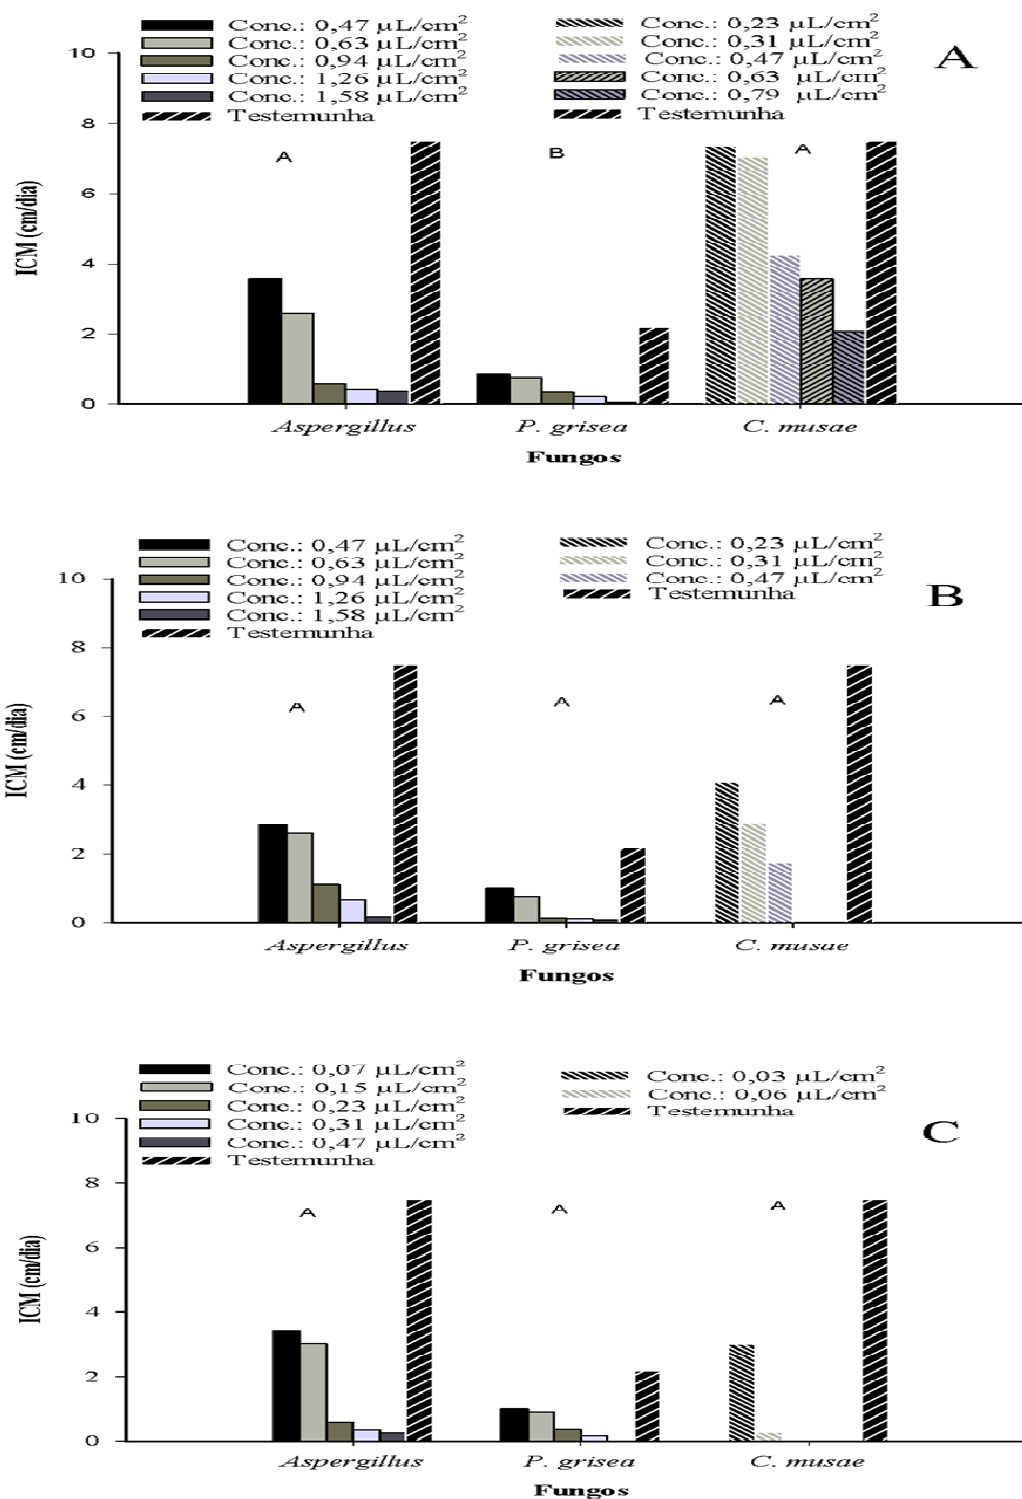 Conc.: 0,47 µL/cm²
Conc.: 0,63 µL/cm²
Conc.: 0,94 µL/cm²
Conc.: 1,26 µL/cm²
Conc.: 1,58 µL/cm²
Testemunha
Conc.: 0,23 µL/cm²
Conc.: 0,31 µL/cm²
Conc.: 0,47 µL/cm²
Conc.: 0,63 µL/cm²
Conc.: 0,79 µL/cm²
Testemunha
A
10
8
6
4
2
0
ICM (cm/dia)
A
B
A
Aspergillus
P. grisea
C. musae
Fungos
Conc.: 0,47 µL/cm²
Conc.: 0,63 µL/cm²
Conc.: 0,94 µL/cm²
Conc.: 1,26 µL/cm²
Conc.: 1,58 µL/cm²
Testemunha
Conc.: 0,23 µL/cm²
Conc.: 0,31 µL/cm²
Conc.: 0,47 µL/cm²
Testemunha
B
10
8
6
4
2
0
ICM (cm/dia)
A
A
A
Aspergillus
P. grisea
C. musae
Fungos
Conc.: 0,07 µL/cm²
Conc.: 0,15 µL/cm²
Conc.: 0,23 µL/cm²
Conc.: 0,31 µL/cm²
Conc.: 0,47 µL/cm²
Testemunha
Conc.: 0,03 µL/cm²
Conc.: 0,06 µL/cm²
Testemunha
C
10
8
6
4
2
0
ICM (cm/dia)
A
A
A
Aspergillus
P. grisea
C. musae
Fungos